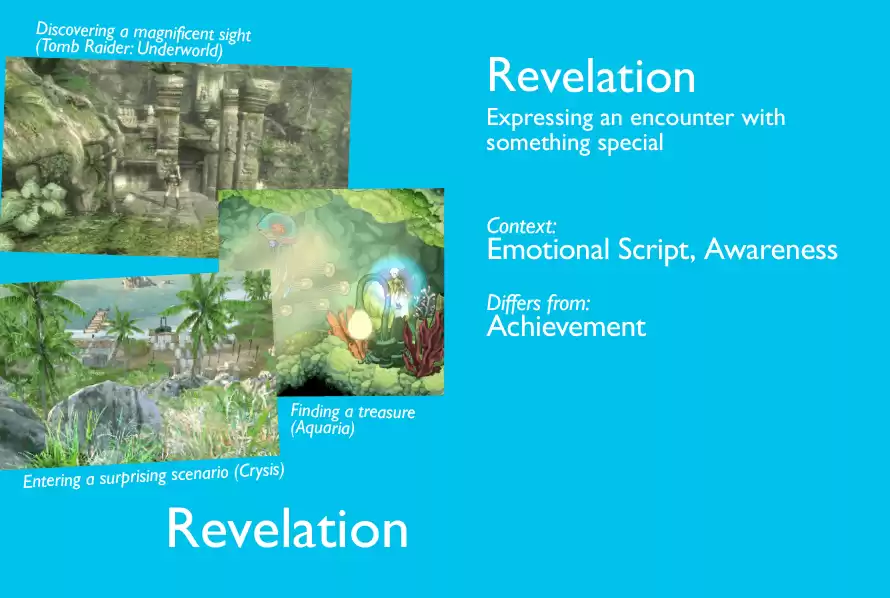 Discovering a magnificent sight
(Tomb Raider: Underworld)
Finding a treasure
(Aquaria)
Entering a surprising scenario (Crysis)
Revelation
Revelation
Expressing an encounter with
something special
Context:
Emotional Script, Awareness
Differs from:
Achievement